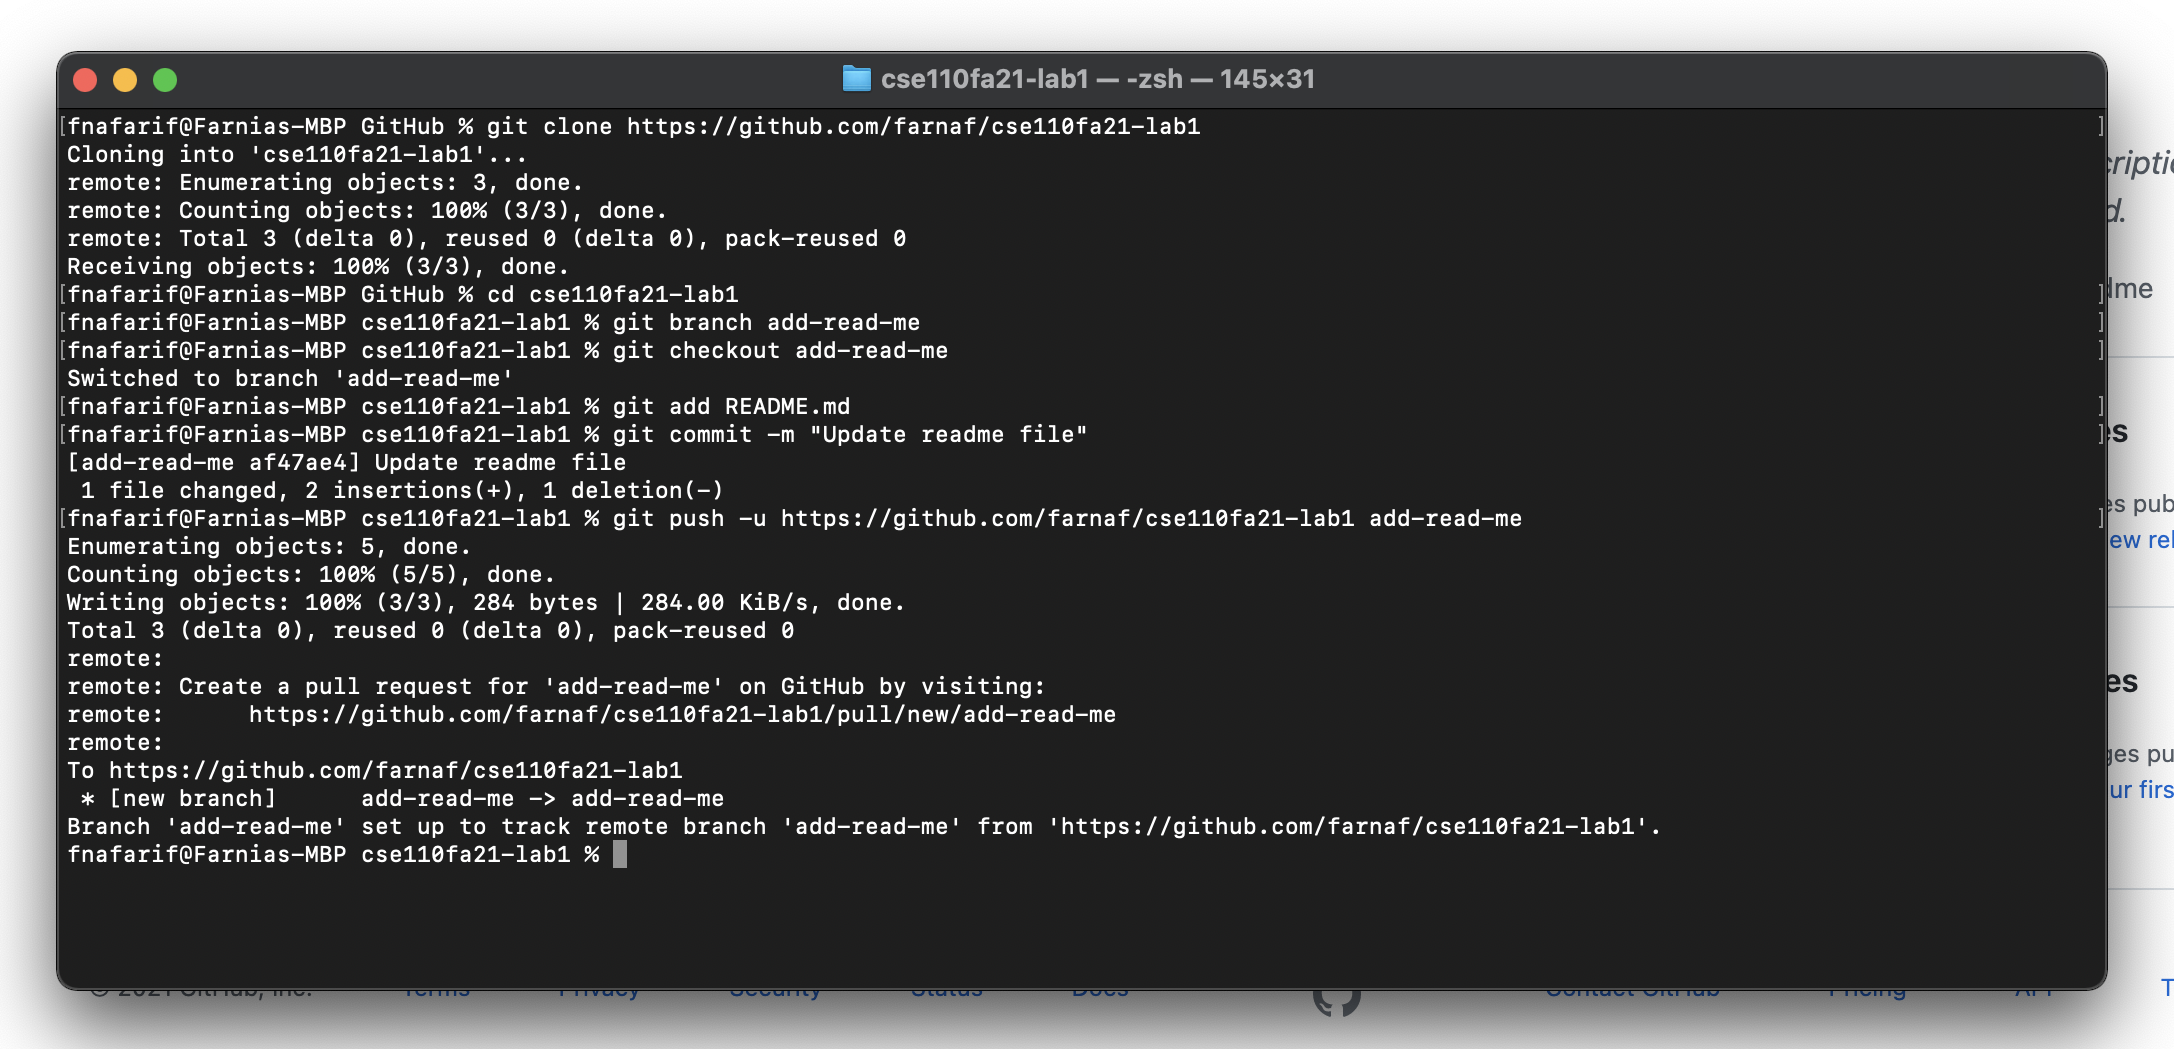 cse110fa21-lab1 — -zsh — 145×31
[fnafarif@Farnias-MBP GitHub % git clone https://github.com/farnaf/cse110fa21-lab1 ]
Cloning into 'cse110fa21-lab1'...
remote: Enumerating objects: 3, done.
remote: Counting objects: 100% (3/3), done.
remote: Total 3 (delta 0), reused 0 (delta 0), pack-reused 0
Receiving objects: 100% (3/3), done.
[fnafarif@Farnias-MBP GitHub % cd cse110fa21-lab1 ]
[fnafarif@Farnias-MBP cse110fa21-lab1 % git branch add-read-me ]
[fnafarif@Farnias-MBP cse110fa21-lab1 % git checkout add-read-me ]
Switched to branch 'add-read-me'
[fnafarif@Farnias-MBP cse110fa21-lab1 % git add README.md ]
[fnafarif@Farnias-MBP cse110fa21-lab1 % git commit -m "Update readme file" ]
[add-read-me af47ae4] Update readme file
 1 file changed, 2 insertions(+), 1 deletion(-)
[fnafarif@Farnias-MBP cse110fa21-lab1 % git push -u https://github.com/farnaf/cse110fa21-lab1 add-read-me ]
Enumerating objects: 5, done.
Counting objects: 100% (5/5), done.
Writing objects: 100% (3/3), 284 bytes | 284.00 KiB/s, done.
Total 3 (delta 0), reused 0 (delta 0), pack-reused 0
remote:
remote: Create a pull request for 'add-read-me' on GitHub by visiting:
remote:      https://github.com/farnaf/cse110fa21-lab1/pull/new/add-read-me
remote:
To https://github.com/farnaf/cse110fa21-lab1
 * [new branch]      add-read-me -> add-read-me
Branch 'add-read-me' set up to track remote branch 'add-read-me' from 'https://github.com/farnaf/cse110fa21-lab1'.
fnafarif@Farnias-MBP cse110fa21-lab1 %
© 2021 GitHub, Inc. Terms Privacy Security Status Docs Contact GitHub Pricing API